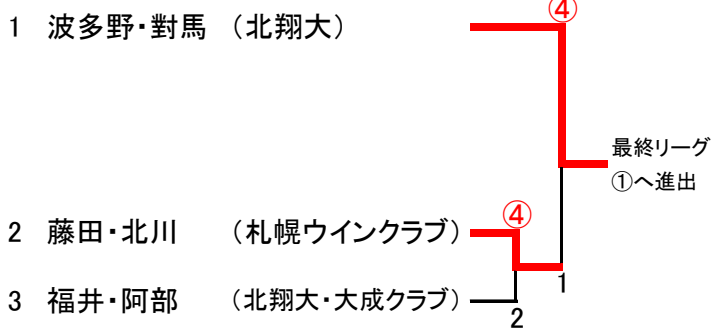 ④
1 波多野・對馬 (北翔大)
最終リーグ
①へ進出
2 藤田・北川 (札幌ウインクラブ) ④
1
3 福井・阿部 (北翔大・大成クラブ)
2